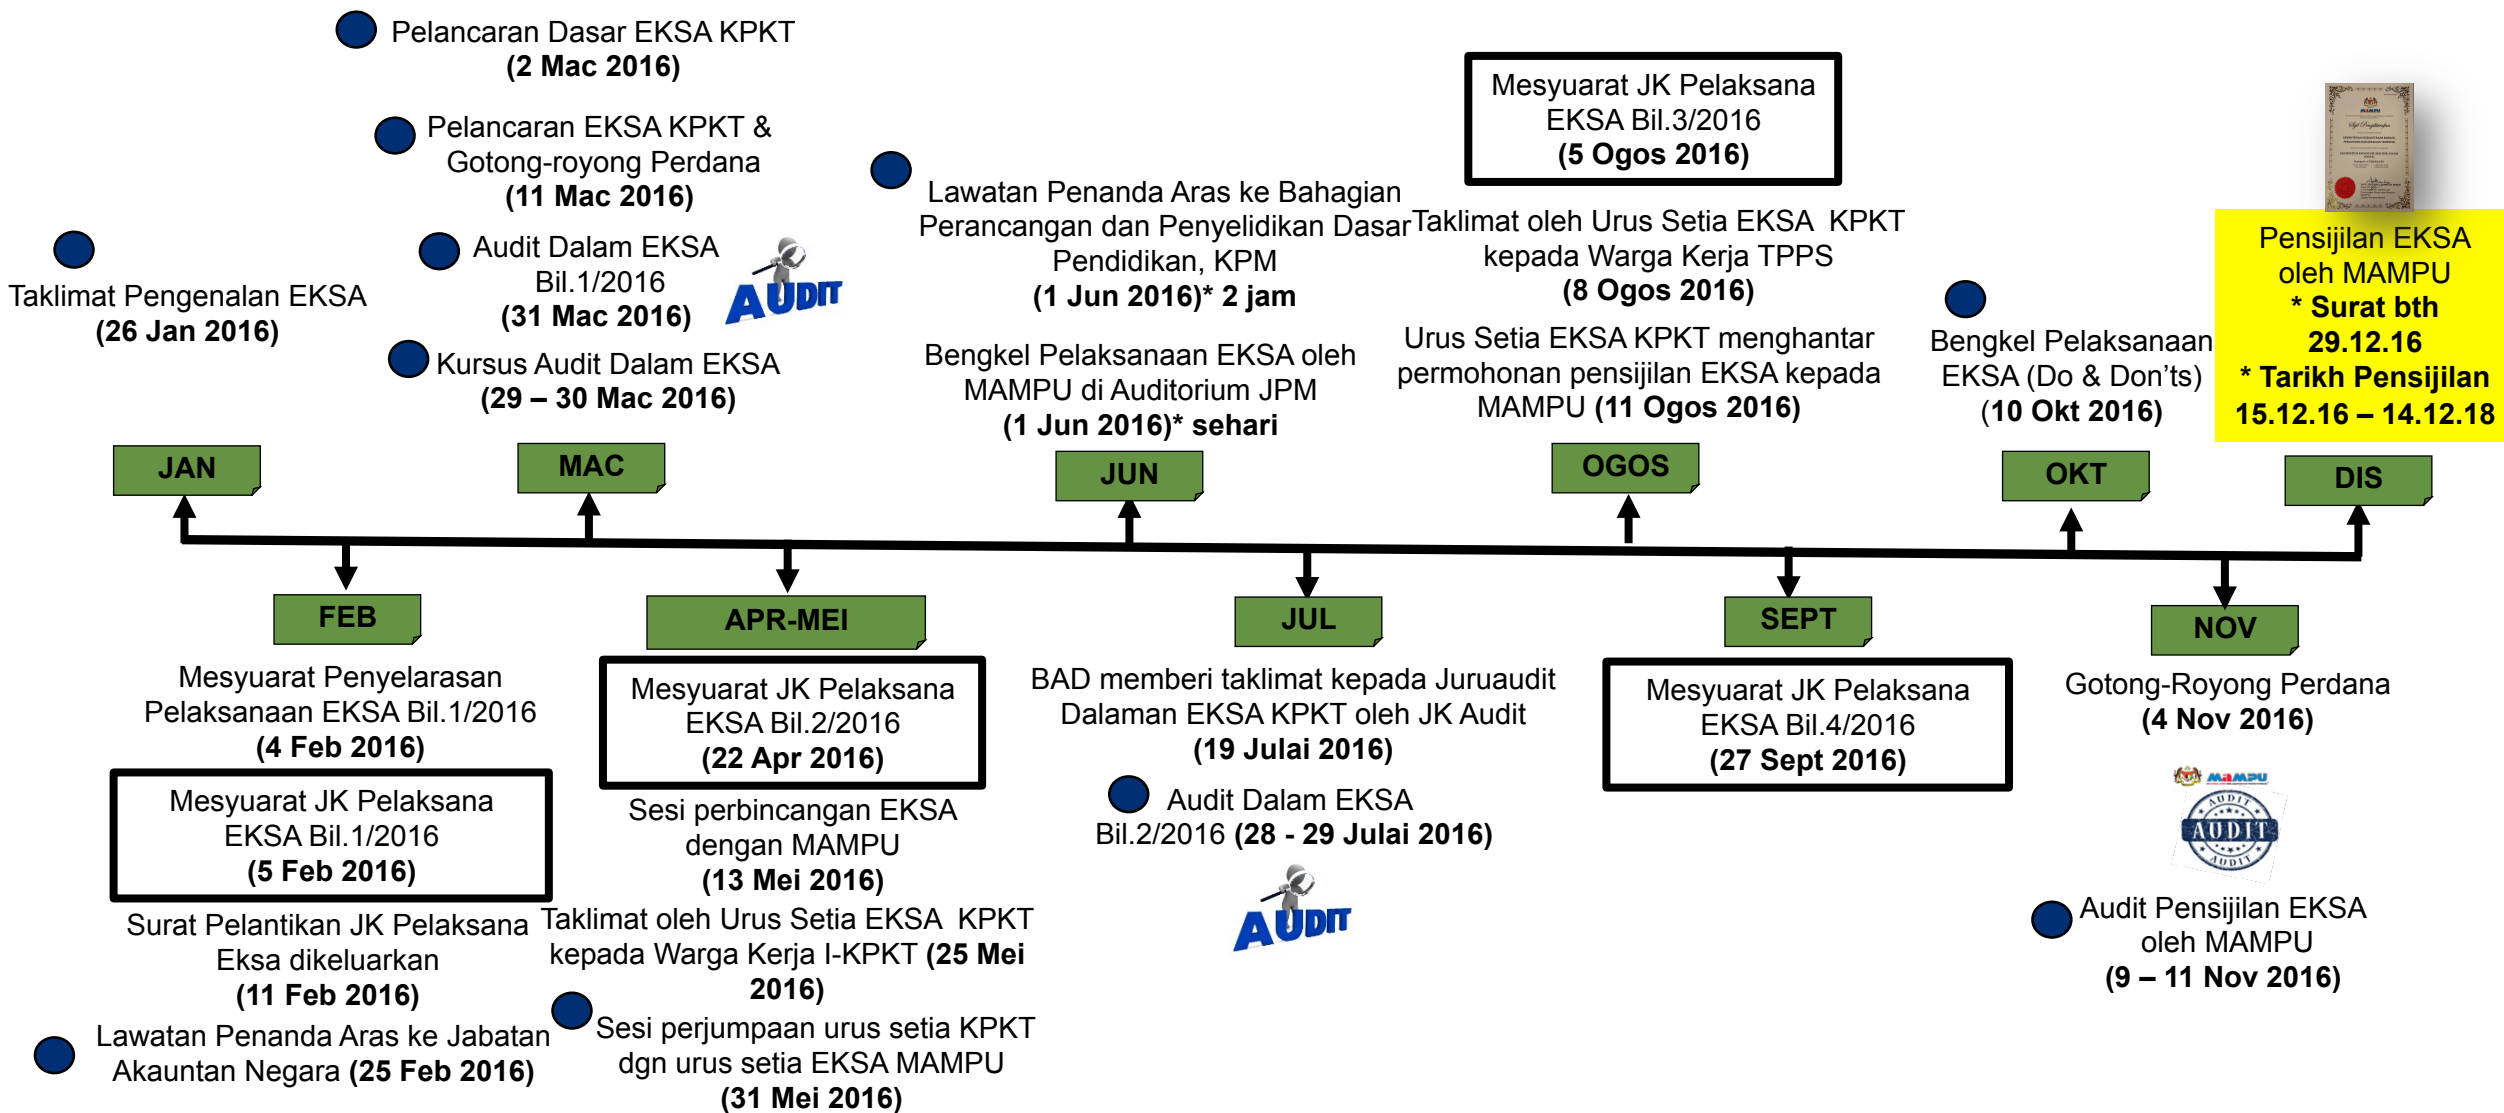 Pelancaran Dasar EKSA KPKT
(2 Mac 2016)
Pelancaran EKSA KPKT &
Gotong-royong Perdana
(11 Mac 2016)
Audit Dalam EKSA
Bil.1/2016
(31 Mac 2016)
AUDIT
Kursus Audit Dalam EKSA
(29 – 30 Mac 2016)
Taklimat Pengenalan EKSA
(26 Jan 2016)
Lawatan Penanda Aras ke Bahagian
Perancangan dan Penyelidikan Dasar
Pendidikan, KPM
(1 Jun 2016)* 2 jam
Bengkel Pelaksanaan EKSA oleh
MAMPU di Auditorium JPM
(1 Jun 2016)* sehari
Mesyuarat JK Pelaksana
EKSA Bil.3/2016
(5 Ogos 2016)
Taklimat oleh Urus Setia EKSA  KPKT
kepada Warga Kerja TPPS
(8 Ogos 2016)
Urus Setia EKSA KPKT menghantar
permohonan pensijilan EKSA kepada
MAMPU (11 Ogos 2016)
Bengkel Pelaksanaan
EKSA (Do & Don'ts)
(10 Okt 2016)
Pensijilan EKSA
oleh MAMPU
* Surat bth
29.12.16
* Tarikh Pensijilan
15.12.16 – 14.12.18
JAN
MAC
JUN
OGOS
OKT
DIS
FEB
APR-MEI
JUL
SEPT
NOV
Mesyuarat Penyelarasan
Pelaksanaan EKSA Bil.1/2016
(4 Feb 2016)
Mesyuarat JK Pelaksana
EKSA Bil.1/2016
(5 Feb 2016)
Surat Pelantikan JK Pelaksana
Eksa dikeluarkan
(11 Feb 2016)
Lawatan Penanda Aras ke Jabatan
Akauntan Negara (25 Feb 2016)
Mesyuarat JK Pelaksana
EKSA Bil.2/2016
(22 Apr 2016)
Sesi perbincangan EKSA
dengan MAMPU
(13 Mei 2016)
Taklimat oleh Urus Setia EKSA  KPKT
kepada Warga Kerja I-KPKT (25 Mei
2016)
Sesi perjumpaan urus setia KPKT
dgn urus setia EKSA MAMPU
(31 Mei 2016)
BAD memberi taklimat kepada Juruaudit
Dalaman EKSA KPKT oleh JK Audit
(19 Julai 2016)
Audit Dalam EKSA
Bil.2/2016 (28 - 29 Julai 2016)
AUDIT
Mesyuarat JK Pelaksana
EKSA Bil.4/2016
(27 Sept 2016)
Gotong-Royong Perdana
(4 Nov 2016)
MAMPU
AUDIT
AUDIT
AUDIT
Audit Pensijilan EKSA
oleh MAMPU
(9 – 11 Nov 2016)